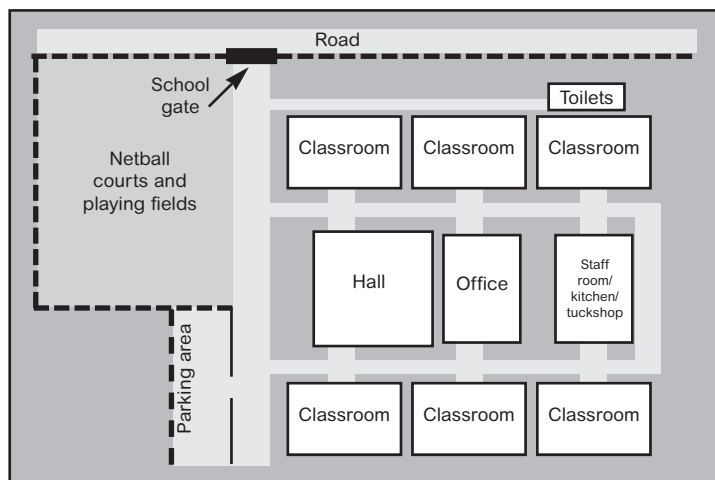 Road
School
gate
Toilets
Classroom
Classroom
Classroom
Netball
courts and
playing fields
Hall
Office
Staff
room/
kitchen/
tuckshop
Parking area
Classroom
Classroom
Classroom